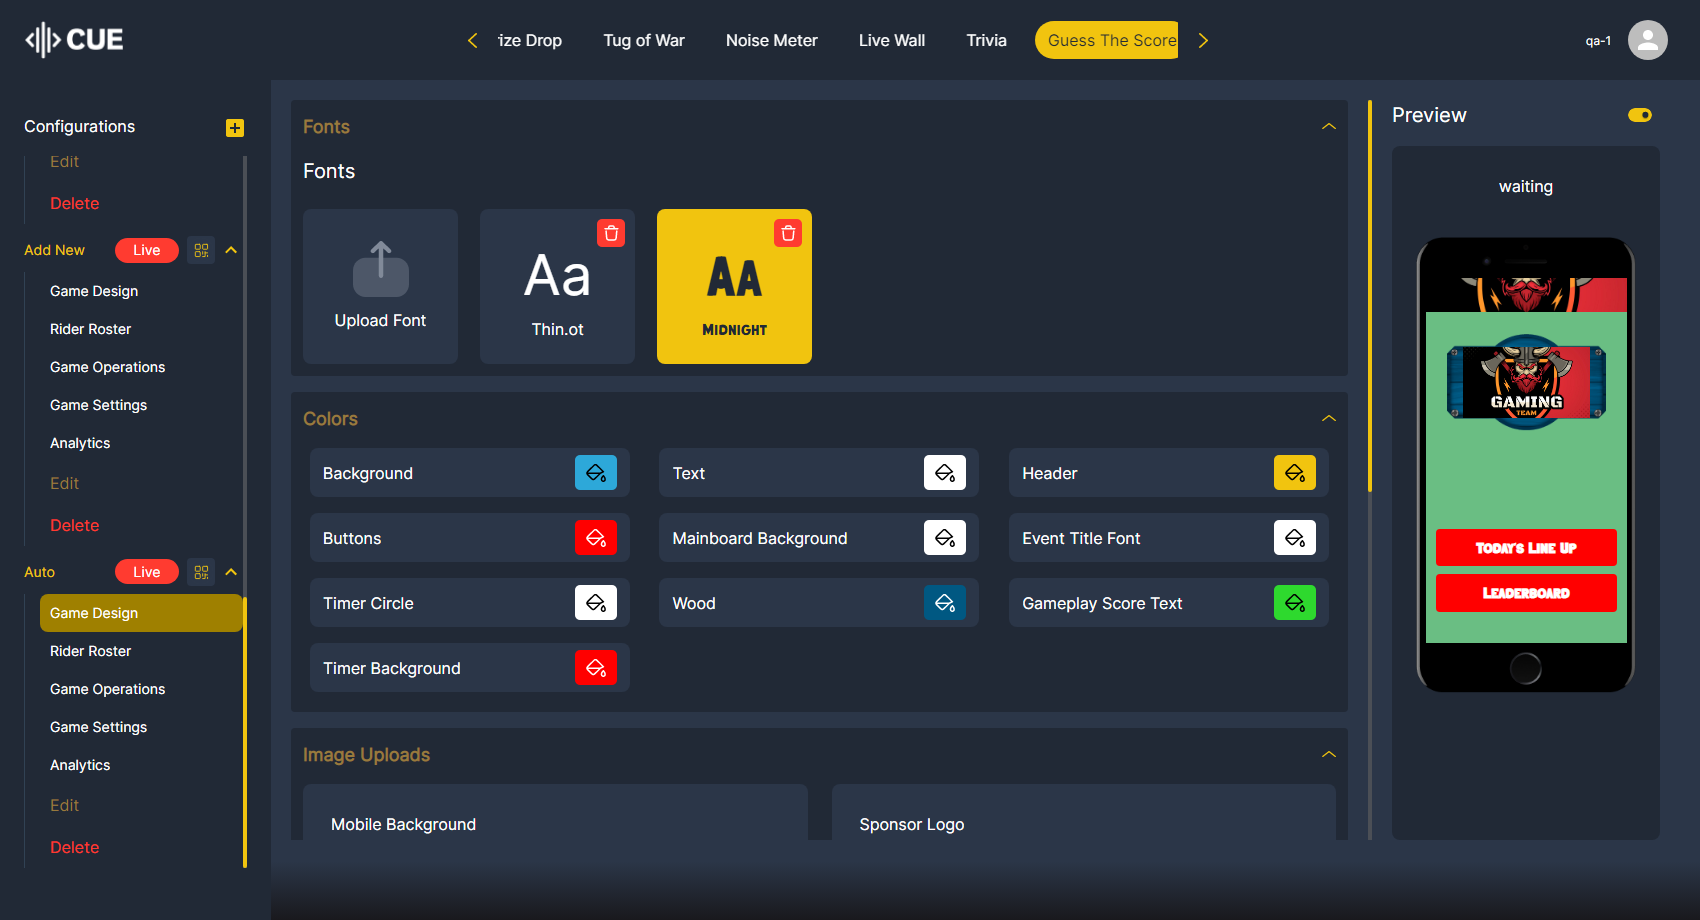 CUE
ize Drop
Tug of War
Noise Meter
Live Wall
Trivia
Guess The Score
qa-1
Configurations
Edit
Delete
Add New
Live
Game Design
Rider Roster
Game Operations
Game Settings
Analytics
Edit
Delete
Auto
Live
Game Design
Rider Roster
Game Operations
Game Settings
Analytics
Edit
Delete
Fonts
Fonts
Upload Font
Aa
Thin.ot
Aa
Midnight
Colors
Background
Text
Header
Buttons
Mainboard Background
Event Title Font
Timer Circle
Wood
Gameplay Score Text
Timer Background
Image Uploads
Mobile Background
Sponsor Logo
Preview
waiting
GAMING
TEAM
Today's Line Up
Leaderboard